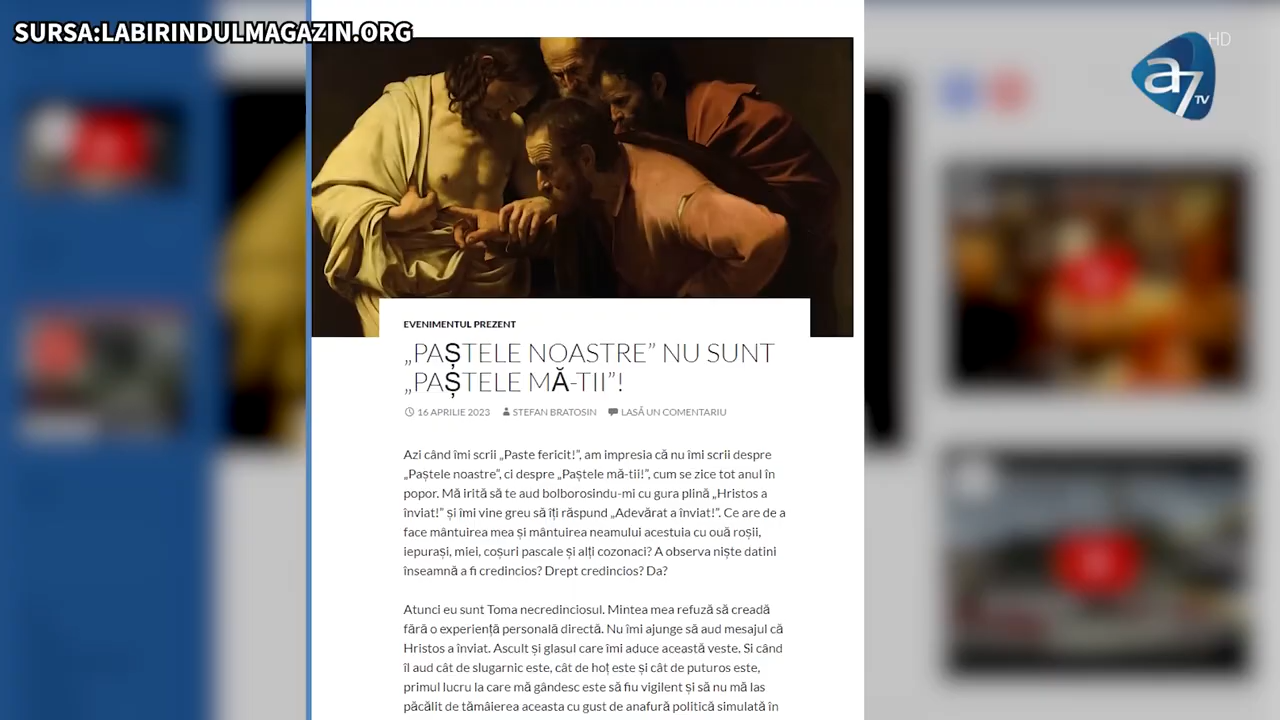 SURSA:LABIRINDULMAGAZIN.ORG
HD
a7
TV
EVENIMENTUL PREZENT
„PAȘTELE NOASTRE” NU SUNT
„PAȘTELE MĂ-TII”!
16 APRILIE 2023 STEFAN BRATOSIN LASĂ UN COMENTARIU
Azi când îmi scrii „Paste fericit!”, am impresia că nu îmi scrii despre
„Paștele noastre”, ci despre „Paștele mă-tii!”, cum se zice tot anul în
popor. Mă irită să te aud bolborosindu-mi cu gura plină „Hristos a
înviat!” și îmi vine greu să îți răspund „Adevărat a înviat!”. Ce are de a
face mântuirea mea și mântuirea neamului acestuia cu ouă roșii,
iepurași, miei, coșuri pascale și alți cozonaci? A observa niște datini
înseamnă a fi credincios? Drept credincios? Da?
Atunci eu sunt Toma necredinciosul. Mintea mea refuză să creadă
fără o experiență personală directă. Nu îmi ajunge să aud mesajul că
Hristos a înviat. Ascult și glasul care îmi aduce această veste. Si când
îl aud cât de slugarnic este, cât de hoț este și cât de puturos este,
primul lucru la care mă gândesc este să fiu vigilent și să nu mă las
păcălit de tămâierea aceasta cu gust de anafură politică simulată în